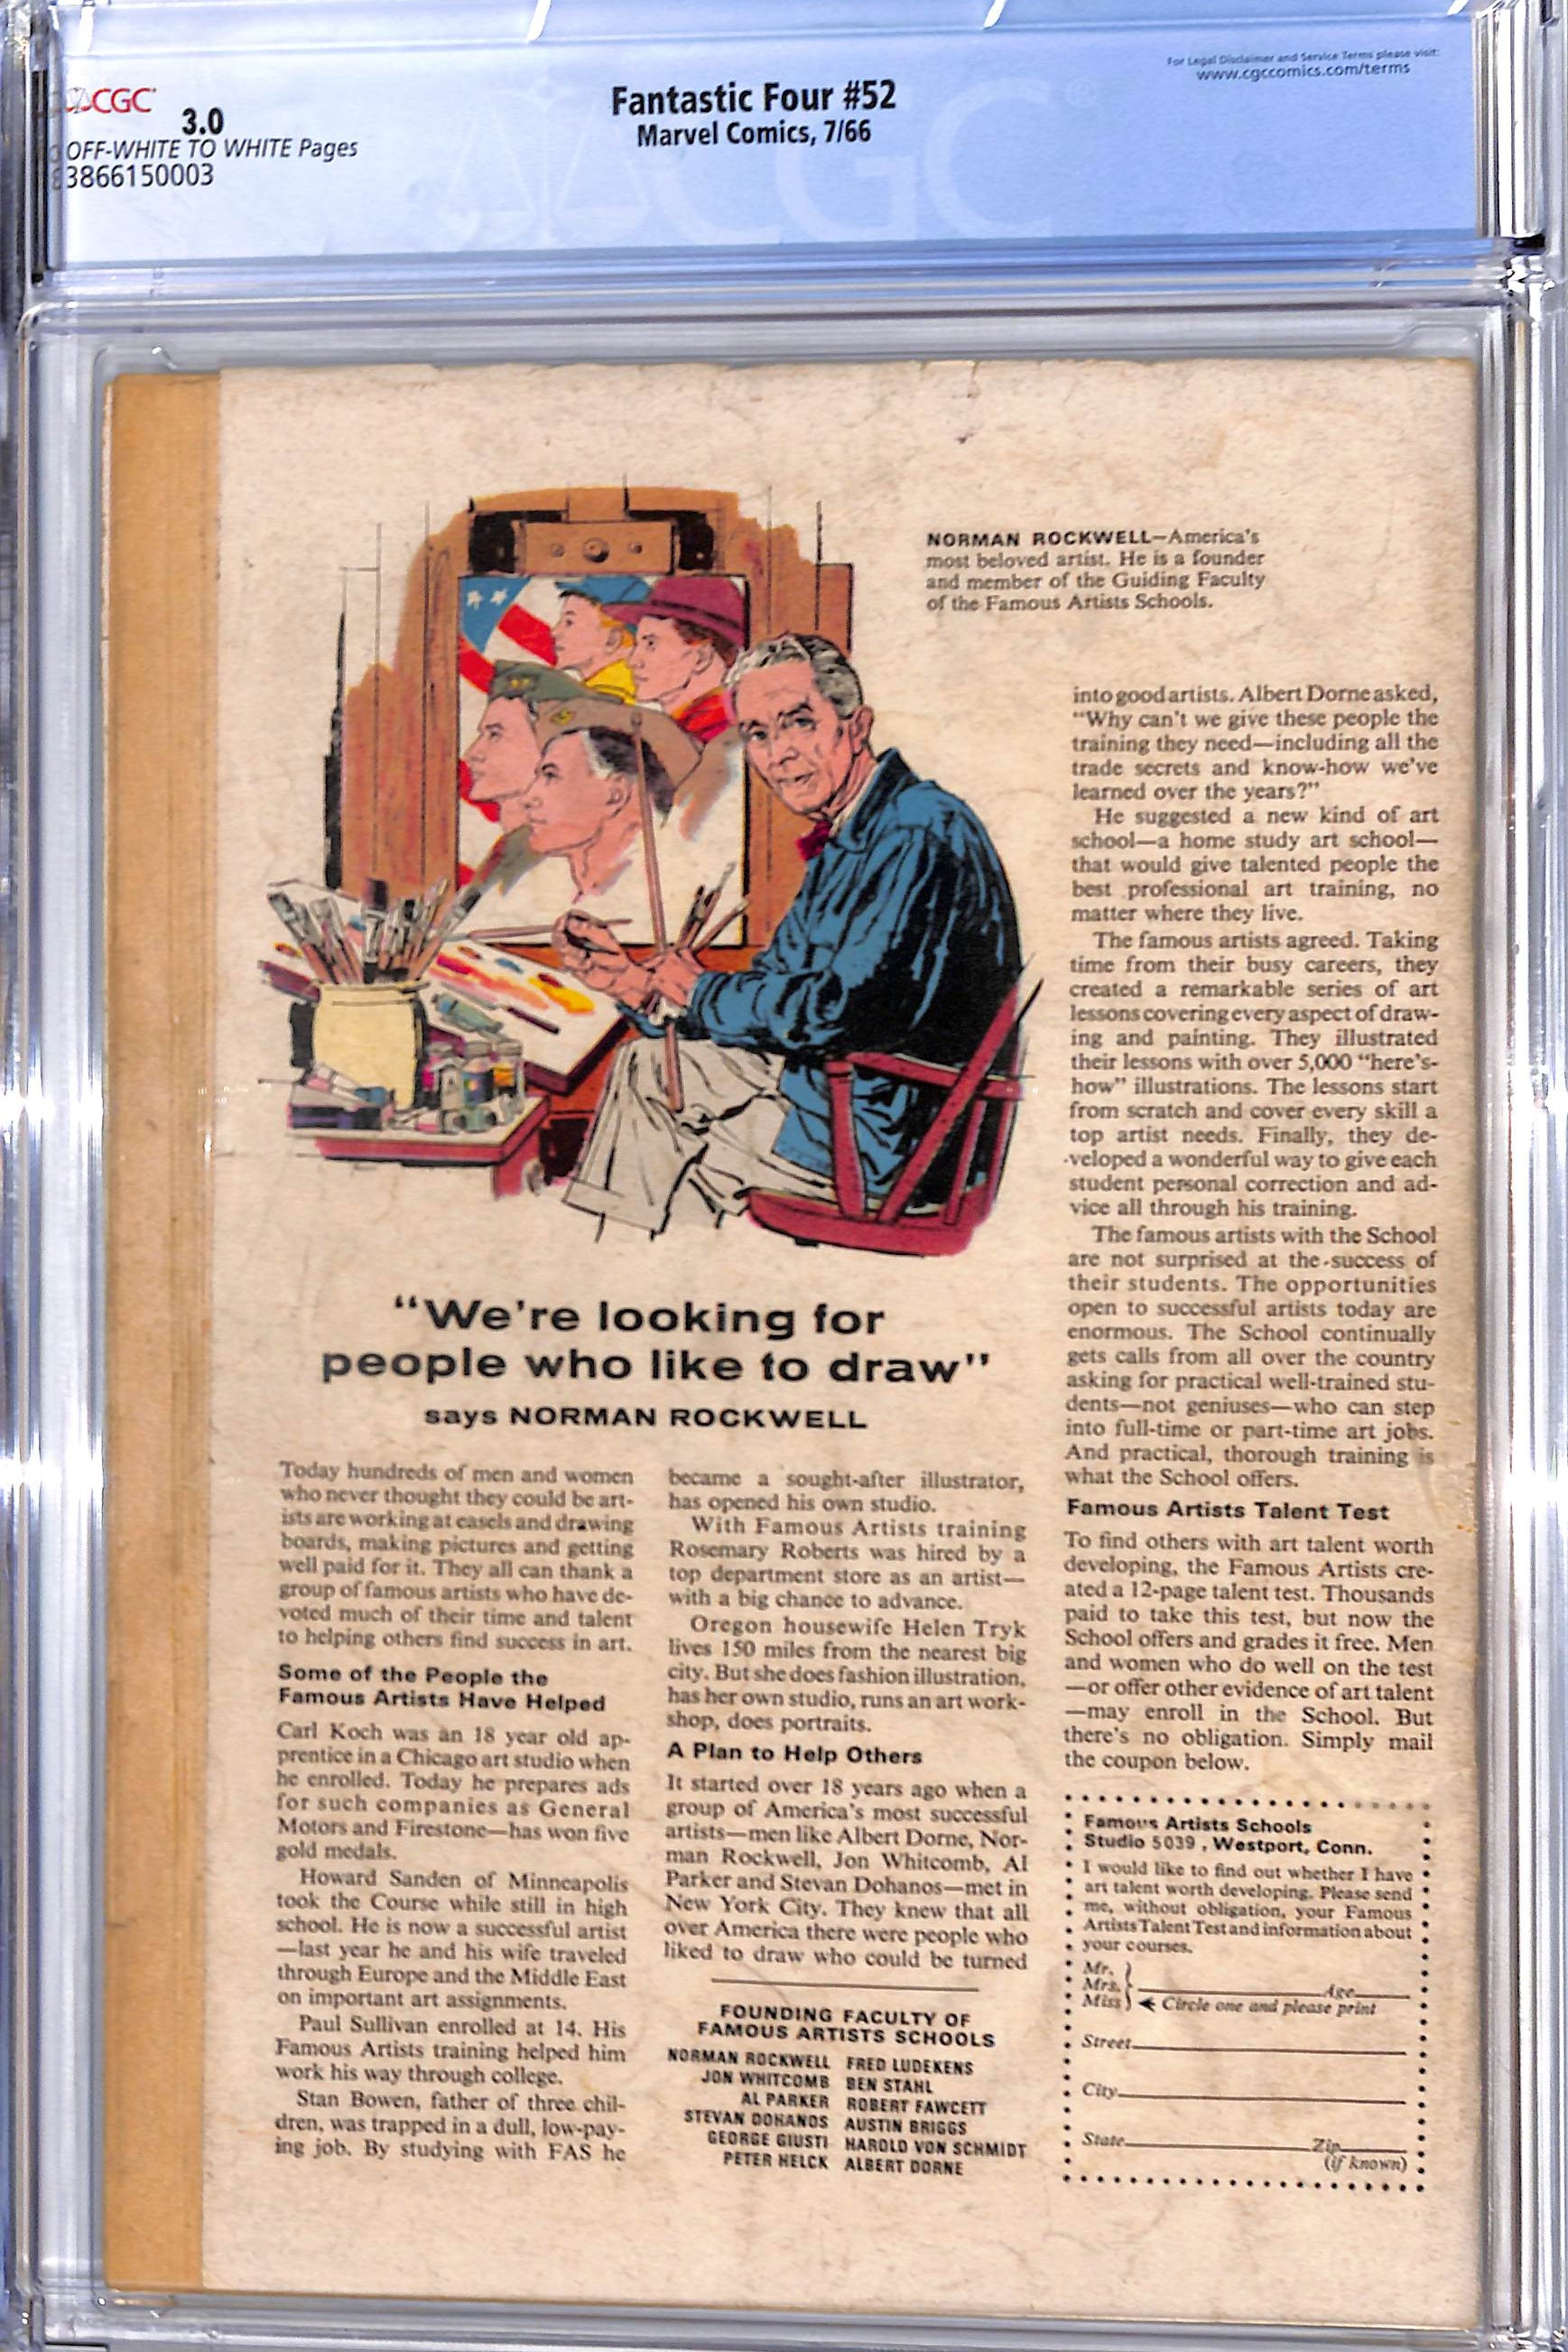 CGC
3.0
OFF-WHITE TO WHITE Pages
3866150003
Fantastic Four #52
Marvel Comics, 7/66
For Legal Disclaimer and Service Terms please visit:
www.cgccomics.com/terms
CGC
NORMAN ROCKWELL—America's
most beloved artist. He is a founder
and member of the Guiding Faculty
of the Famous Artists Schools.
"We're looking for
people who like to draw"
says NORMAN ROCKWELL
Today hundreds of men and women
who never thought they could be art-
ists are working at easels and drawing
boards, making pictures and getting
well paid for it. They all can thank a
group of famous artists who have de-
voted much of their time and talent
to helping others find success in art.
Some of the People the
Famous Artists Have Helped
Carl Koch was an 18 year old ap-
prentice in a Chicago art studio when
he enrolled. Today he prepares ads
for such companies as General
Motors and Firestone—has won five
gold medals.
Howard Sanden of Minneapolis
took the Course while still in high
school. He is now a successful artist
—last year he and his wife traveled
through Europe and the Middle East
on important art assignments.
Paul Sullivan enrolled at 14. His
Famous Artists training helped him
work his way through college.
Stan Bowen, father of three chil-
dren, was trapped in a dull, low-pay-
ing job. By studying with FAS he
became a sought-after illustrator,
has opened his own studio.
With Famous Artists training
Rosemary Roberts was hired by a
top department store as an artist—
with a big chance to advance.
Oregon housewife Helen Tryk
lives 150 miles from the nearest big
city. But she does fashion illustration,
has her own studio, runs an art work-
shop, does portraits.
A Plan to Help Others
It started over 18 years ago when a
group of America's most successful
artists—men like Albert Dorne, Nor-
man Rockwell, Jon Whitcomb, Al
Parker and Stevan Dohanos—met in
New York City. They knew that all
over America there were people who
liked to draw who could be turned
FOUNDING FACULTY OF
FAMOUS ARTISTS SCHOOLS
NORMAN ROCKWELL FRED LUDEKENS
JON WHITCOMB BEN STAHL
AL PARKER ROBERT FAWCETT
STEVAN DOHANOS AUSTIN BRIGGS
GEORGE GIUSTI HAROLD VON SCHMIDT
PETER HELCK ALBERT DORNE
into good artists. Albert Dorne asked,
"Why can't we give these people the
training they need—including all the
trade secrets and know-how we've
learned over the years?"
He suggested a new kind of art
school—a home study art school—
that would give talented people the
best professional art training, no
matter where they live.
The famous artists agreed. Taking
time from their busy careers, they
created a remarkable series of art
lessons covering every aspect of draw-
ing and painting. They illustrated
their lessons with over 5,000 "here's-
how" illustrations. The lessons start
from scratch and cover every skill a
top artist needs. Finally, they de-
veloped a wonderful way to give each
student personal correction and ad-
vice all through his training.
The famous artists with the School
are not surprised at the success of
their students. The opportunities
open to successful artists today are
enormous. The School continually
gets calls from all over the country
asking for practical well-trained stu-
dents—not geniuses—who can step
into full-time or part-time art jobs.
And practical, thorough training is
what the School offers.
Famous Artists Talent Test
To find others with art talent worth
developing, the Famous Artists cre-
ated a 12-page talent test. Thousands
paid to take this test, but now the
School offers and grades it free. Men
and women who do well on the test
—or offer other evidence of art talent
—may enroll in the School. But
there's no obligation. Simply mail
the coupon below.
Famous Artists Schools
Studio 5039 , Westport, Conn.
I would like to find out whether I have
art talent worth developing. Please send
me, without obligation, your Famous
Artists Talent Test and information about
your courses.
Mr.
Mrs. Age
Miss Circle one and please print
Street
City
State Zip
(if known)